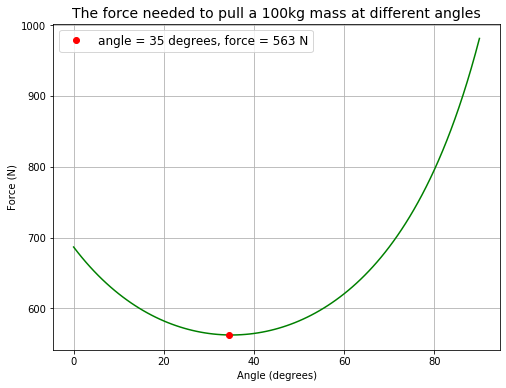 The force needed to pull a 100kg mass at different angles
angle = 35 degrees, force = 563 N
1000
900
800
700
600
Force (N)
0 20 40 60 80
Angle (degrees)